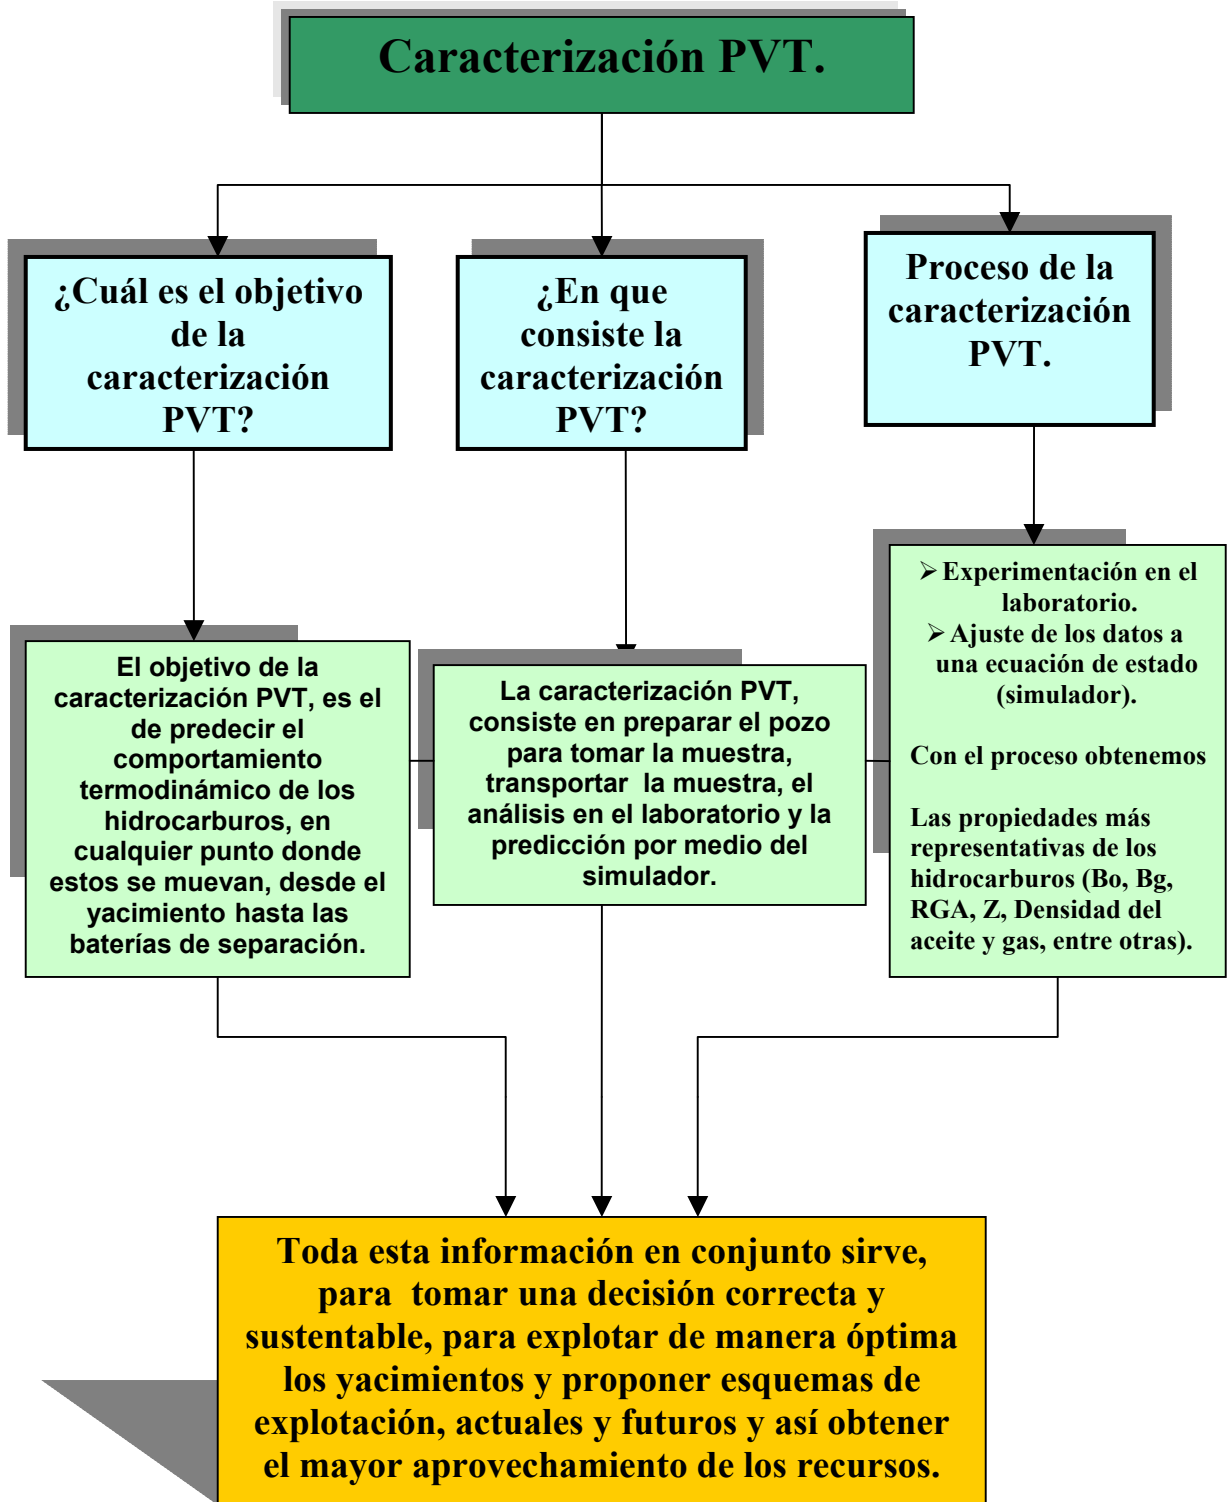 Caracterización PVT.
¿Cuál es el objetivo
de la
caracterización
PVT?
¿En que
consiste la
caracterización
PVT?
Proceso de la
caracterización
PVT.
El objetivo de la
caracterización PVT, es el
de predecir el
comportamiento
termodinámico de los
hidrocarburos, en
cualquier punto donde
estos se muevan, desde el
yacimiento hasta las
baterías de separación.
La caracterización PVT,
consiste en preparar el pozo
para tomar la muestra,
transportar  la muestra, el
análisis en el laboratorio y la
predicción por medio del
simulador.
➢ Experimentación en el
laboratorio.
➢ Ajuste de los datos a
una ecuación de estado
(simulador).
Con el proceso obtenemos
Las propiedades más
representativas de los
hidrocarburos (Bo, Bg,
RGA, Z, Densidad del
aceite y gas, entre otras).
Toda esta información en conjunto sirve,
para  tomar una decisión correcta y
sustentable, para explotar de manera óptima
los yacimientos y proponer esquemas de
explotación, actuales y futuros y así obtener
el mayor aprovechamiento de los recursos.